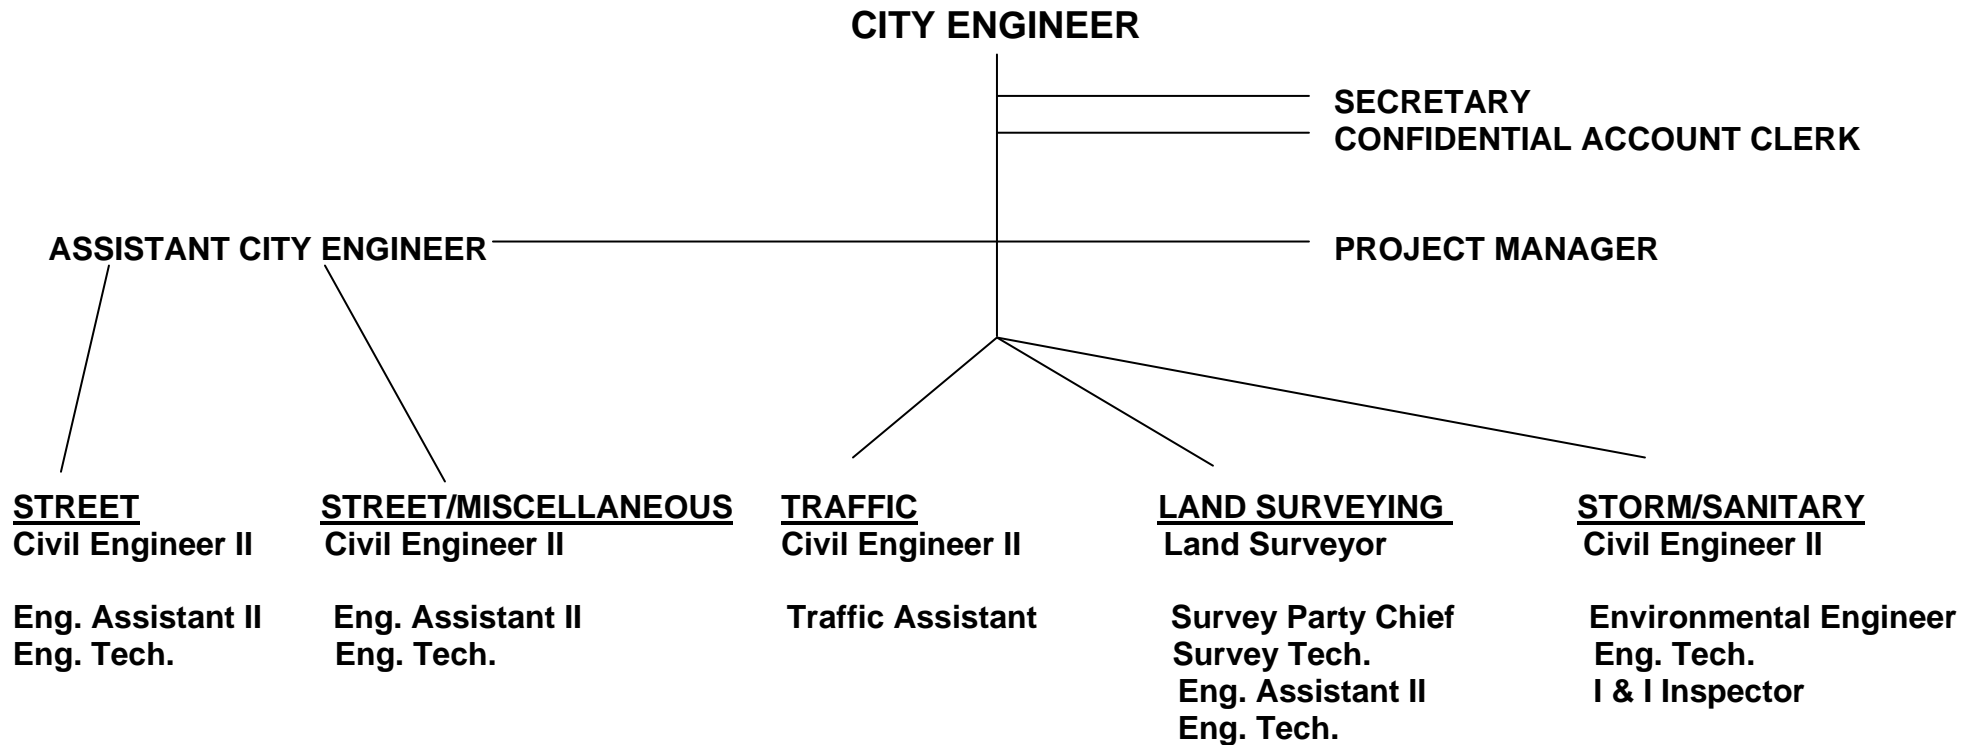 CITY ENGINEER
SECRETARY
CONFIDENTIAL ACCOUNT CLERK
ASSISTANT CITY ENGINEER
PROJECT MANAGER
STREET
Civil Engineer II
Eng. Assistant II
Eng. Tech.
STREET/MISCELLANEOUS
Civil Engineer II
Eng. Assistant II
Eng. Tech.
TRAFFIC
Civil Engineer II
Traffic Assistant
LAND SURVEYING
Land Surveyor
Survey Party Chief
Survey Tech.
Eng. Assistant II
Eng. Tech.
STORM/SANITARY
Civil Engineer II
Environmental Engineer
Eng. Tech.
I & I Inspector